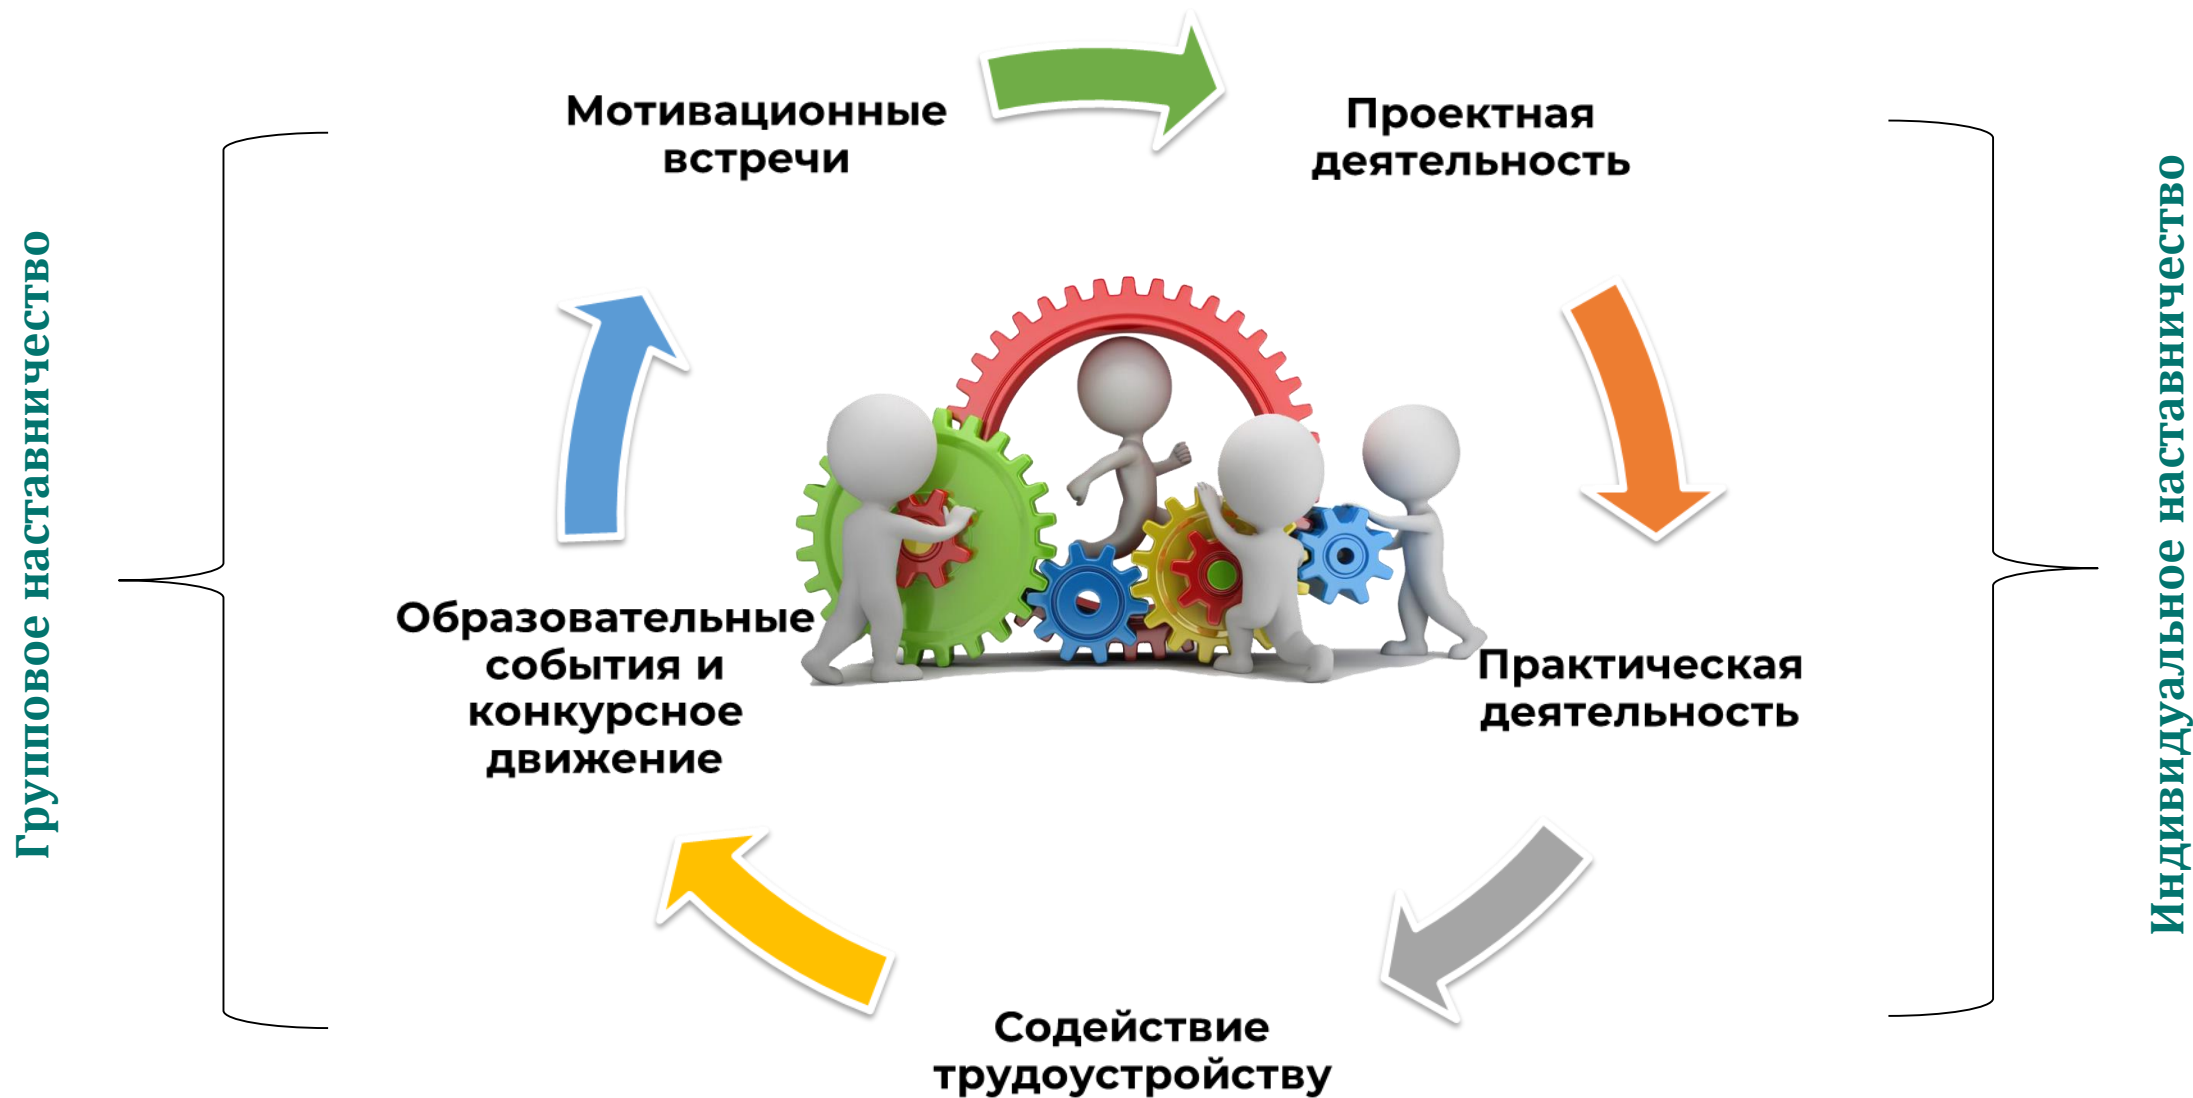 Групповое наставничество
Мотивационные
встречи
Проектная
деятельность
Образовательные
события и
конкурсное
движение
Практическая
деятельность
Содействие
трудоустройству
Индивидуальное наставничество